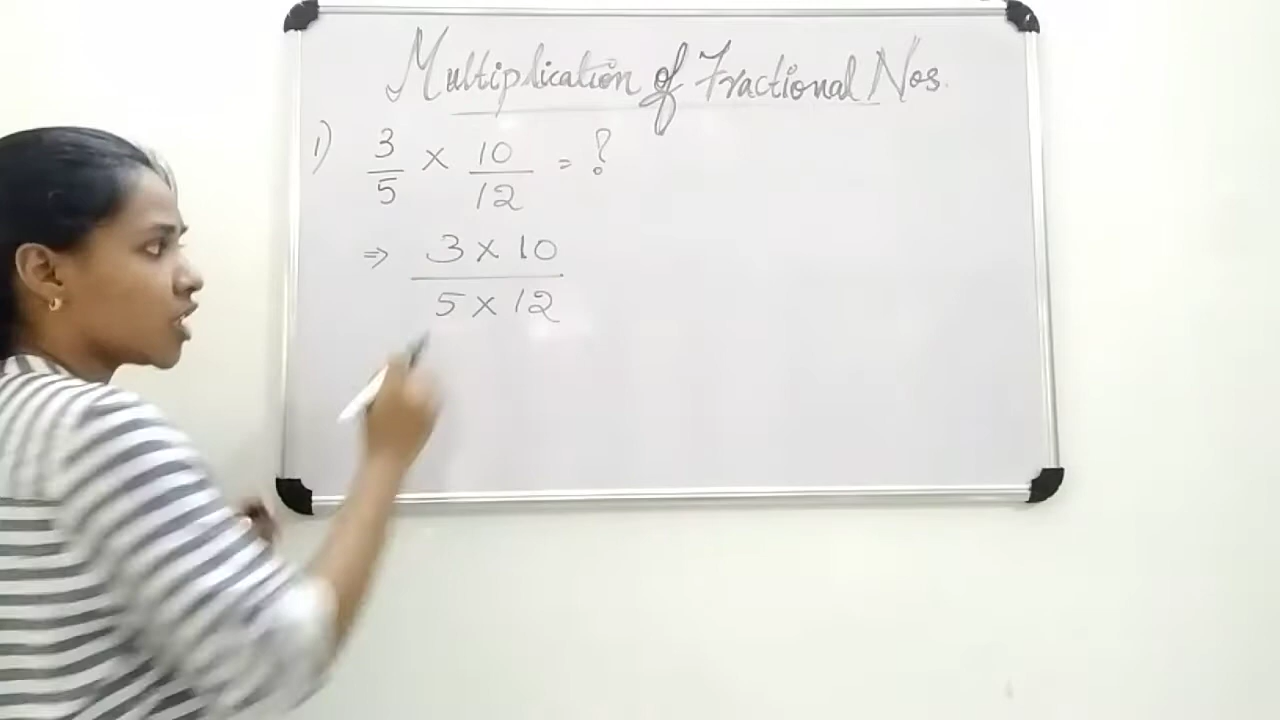 Multiplication of Fractional Nos.
1) 3/5 × 10/12 = ?
⇒ 3 × 10 / 5 × 12